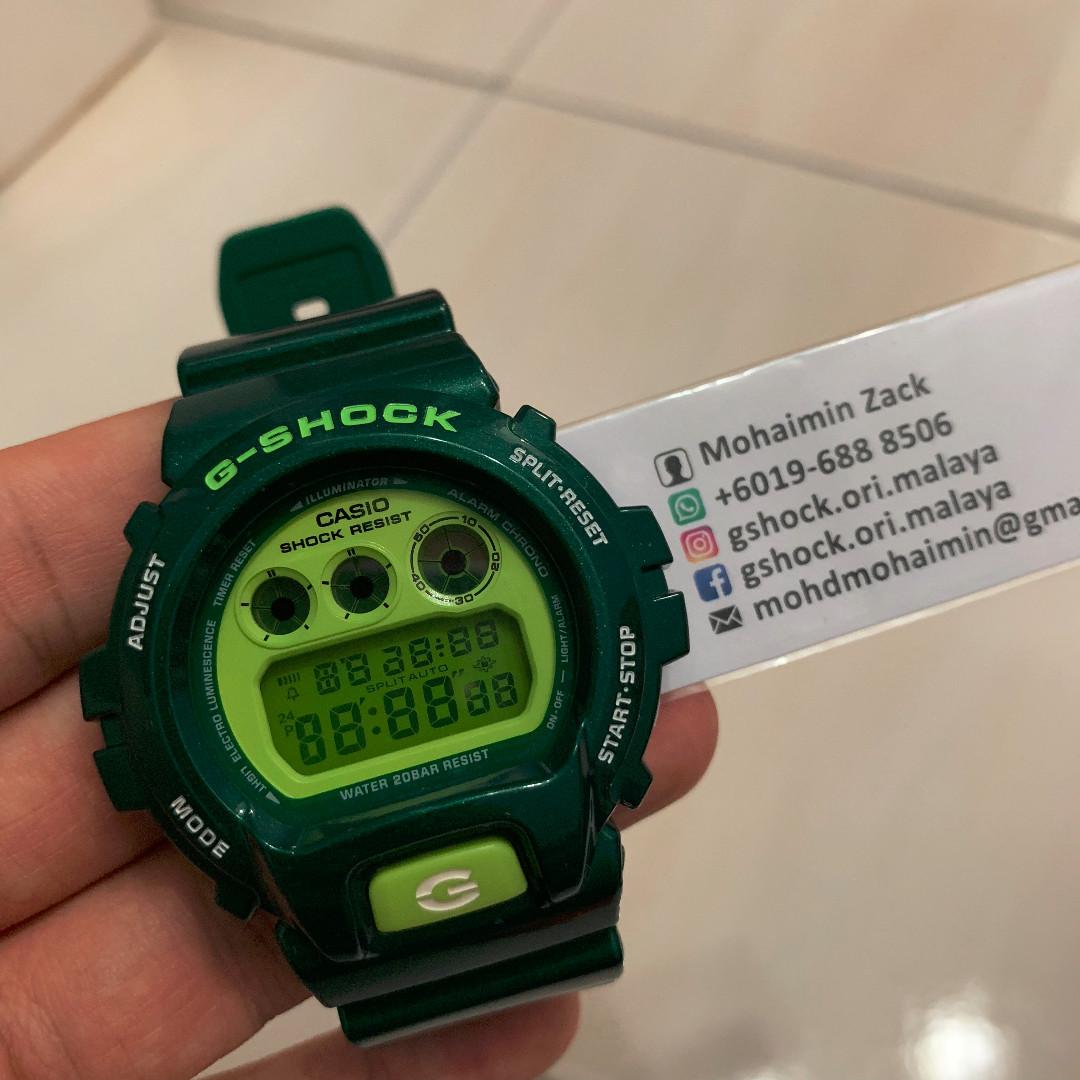 G-SHOCK
ILLUMINATOR
CASIO
SHOCK RESIST
ALARM CHRONO
TIMER RESET
SPLIT·RESET
ADJUST
50 10
40 20
30
ELECTRO LUMINESCENCE
LIGHT
LIGHT/ALARM
ON·OFF
88 38:88
SPLIT AUTO
24
P
88:88 88
START·STOP
WATER 20BAR RESIST
MODE
G
Mohaimin Zack
+6019-688 8506
gshock.ori.malaya
gshock.ori.malaya
mohdmohaimin@gma